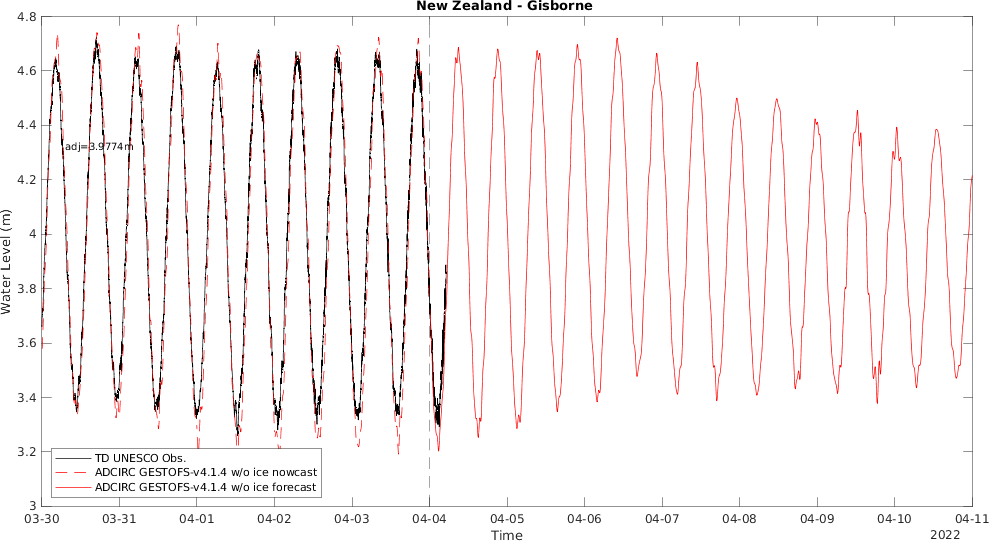 New Zealand - Gisborne
4.8
4.6
4.4
4.2
4
3.8
3.6
3.4
3.2
3
Water Level (m)
adj=3.9774m
TD UNESCO Obs.
ADCIRC GESTOFS-v4.1.4 w/o ice nowcast
ADCIRC GESTOFS-v4.1.4 w/o ice forecast
03-30 03-31 04-01 04-02 04-03 04-04 04-05 04-06 04-07 04-08 04-09 04-10 04-11
Time
2022